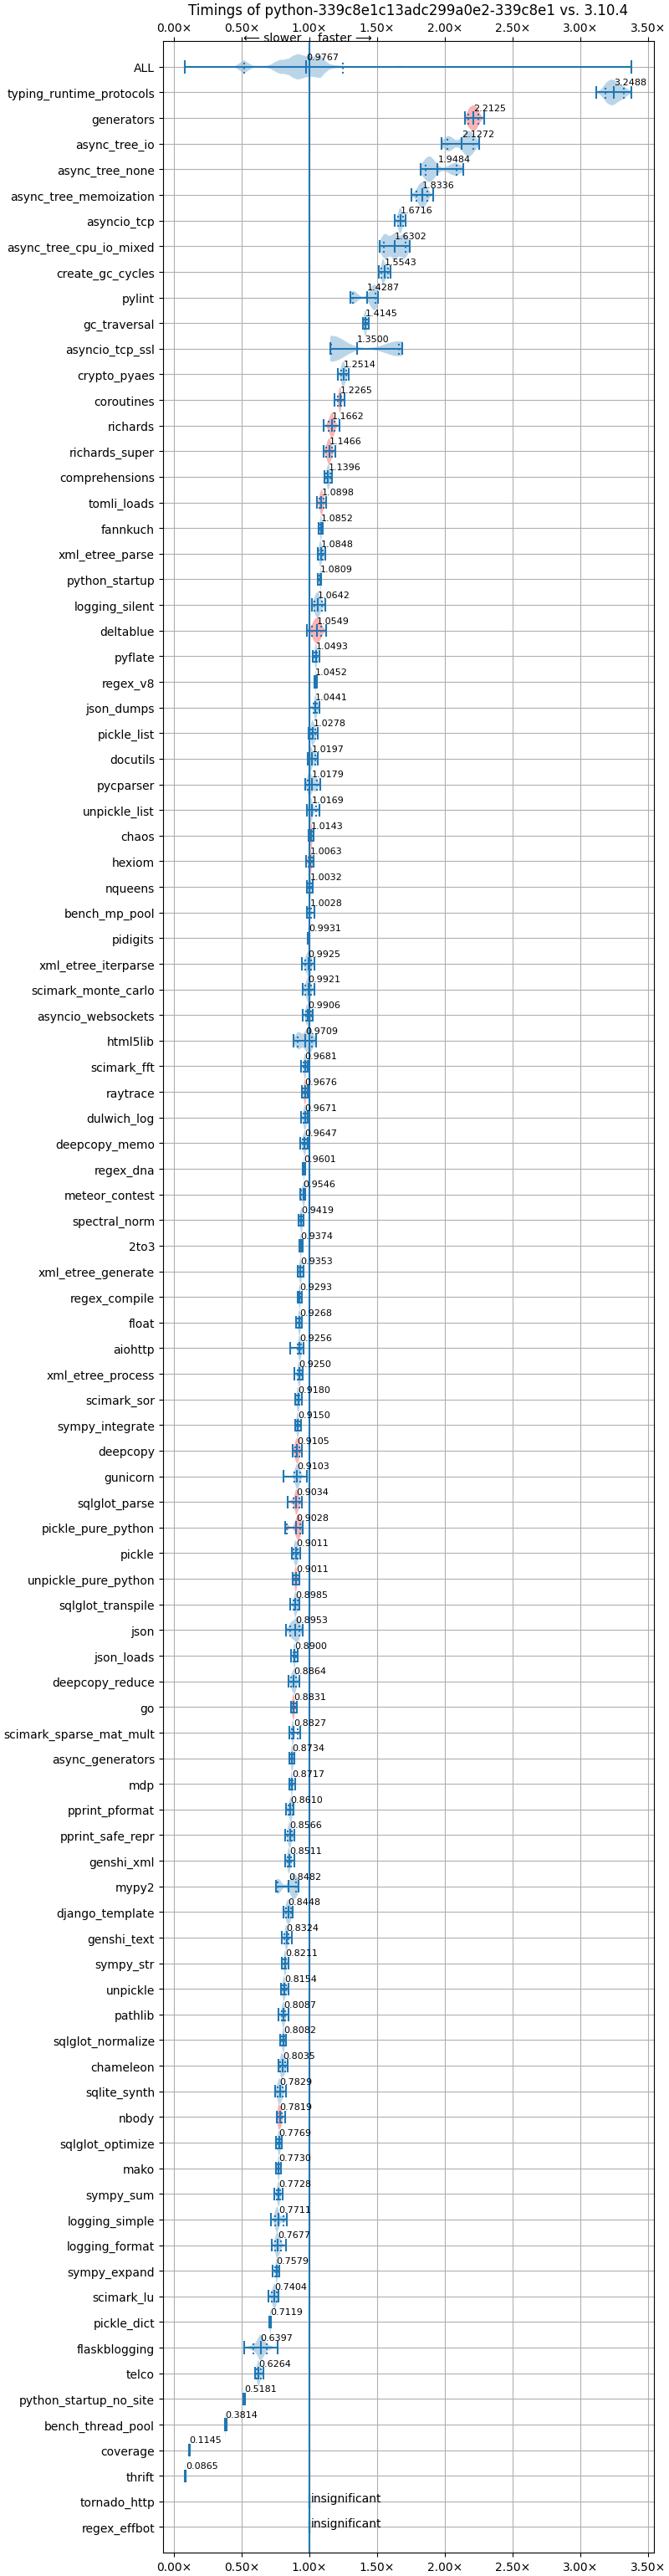 Timings of python-339c8e1c13adc299a0e2-339c8e1 vs. 3.10.4
0.00× 0.50× 1.00× 1.50× 2.00× 2.50× 3.00× 3.50×
⟵ slower faster ⟶
ALL 0.9767
typing_runtime_protocols 3.2488
generators 2.2125
async_tree_io 2.1272
async_tree_none 1.9484
async_tree_memoization 1.8336
asyncio_tcp 1.6716
async_tree_cpu_io_mixed 1.6302
create_gc_cycles 1.5543
pylint 1.4287
gc_traversal 1.4145
asyncio_tcp_ssl 1.3500
crypto_pyaes 1.2514
coroutines 1.2265
richards 1.1662
richards_super 1.1466
comprehensions 1.1396
tomli_loads 1.0898
fannkuch 1.0852
xml_etree_parse 1.0848
python_startup 1.0809
logging_silent 1.0642
deltablue 1.0549
pyflate 1.0493
regex_v8 1.0452
json_dumps 1.0441
pickle_list 1.0278
docutils 1.0197
pycparser 1.0179
unpickle_list 1.0169
chaos 1.0143
hexiom 1.0063
nqueens 1.0032
bench_mp_pool 1.0028
pidigits 0.9931
xml_etree_iterparse 0.9925
scimark_monte_carlo 0.9921
asyncio_websockets 0.9906
html5lib 0.9709
scimark_fft 0.9681
raytrace 0.9676
dulwich_log 0.9671
deepcopy_memo 0.9647
regex_dna 0.9601
meteor_contest 0.9546
spectral_norm 0.9419
2to3 0.9374
xml_etree_generate 0.9353
regex_compile 0.9293
float 0.9268
aiohttp 0.9256
xml_etree_process 0.9250
scimark_sor 0.9180
sympy_integrate 0.9150
deepcopy 0.9105
gunicorn 0.9103
sqlglot_parse 0.9034
pickle_pure_python 0.9028
pickle 0.9011
unpickle_pure_python 0.9011
sqlglot_transpile 0.8985
json 0.8953
json_loads 0.8900
deepcopy_reduce 0.8864
go 0.8831
scimark_sparse_mat_mult 0.8827
async_generators 0.8734
mdp 0.8717
pprint_pformat 0.8610
pprint_safe_repr 0.8566
genshi_xml 0.8511
mypy2 0.8482
django_template 0.8448
genshi_text 0.8324
sympy_str 0.8211
unpickle 0.8154
pathlib 0.8087
sqlglot_normalize 0.8082
chameleon 0.8035
sqlite_synth 0.7829
nbody 0.7819
sqlglot_optimize 0.7769
mako 0.7730
sympy_sum 0.7728
logging_simple 0.7711
logging_format 0.7677
sympy_expand 0.7579
scimark_lu 0.7404
pickle_dict 0.7119
flaskblogging 0.6397
telco 0.6264
python_startup_no_site 0.5181
bench_thread_pool 0.3814
coverage 0.1145
thrift 0.0865
tornado_http insignificant
regex_effbot insignificant
0.00× 0.50× 1.00× 1.50× 2.00× 2.50× 3.00× 3.50×